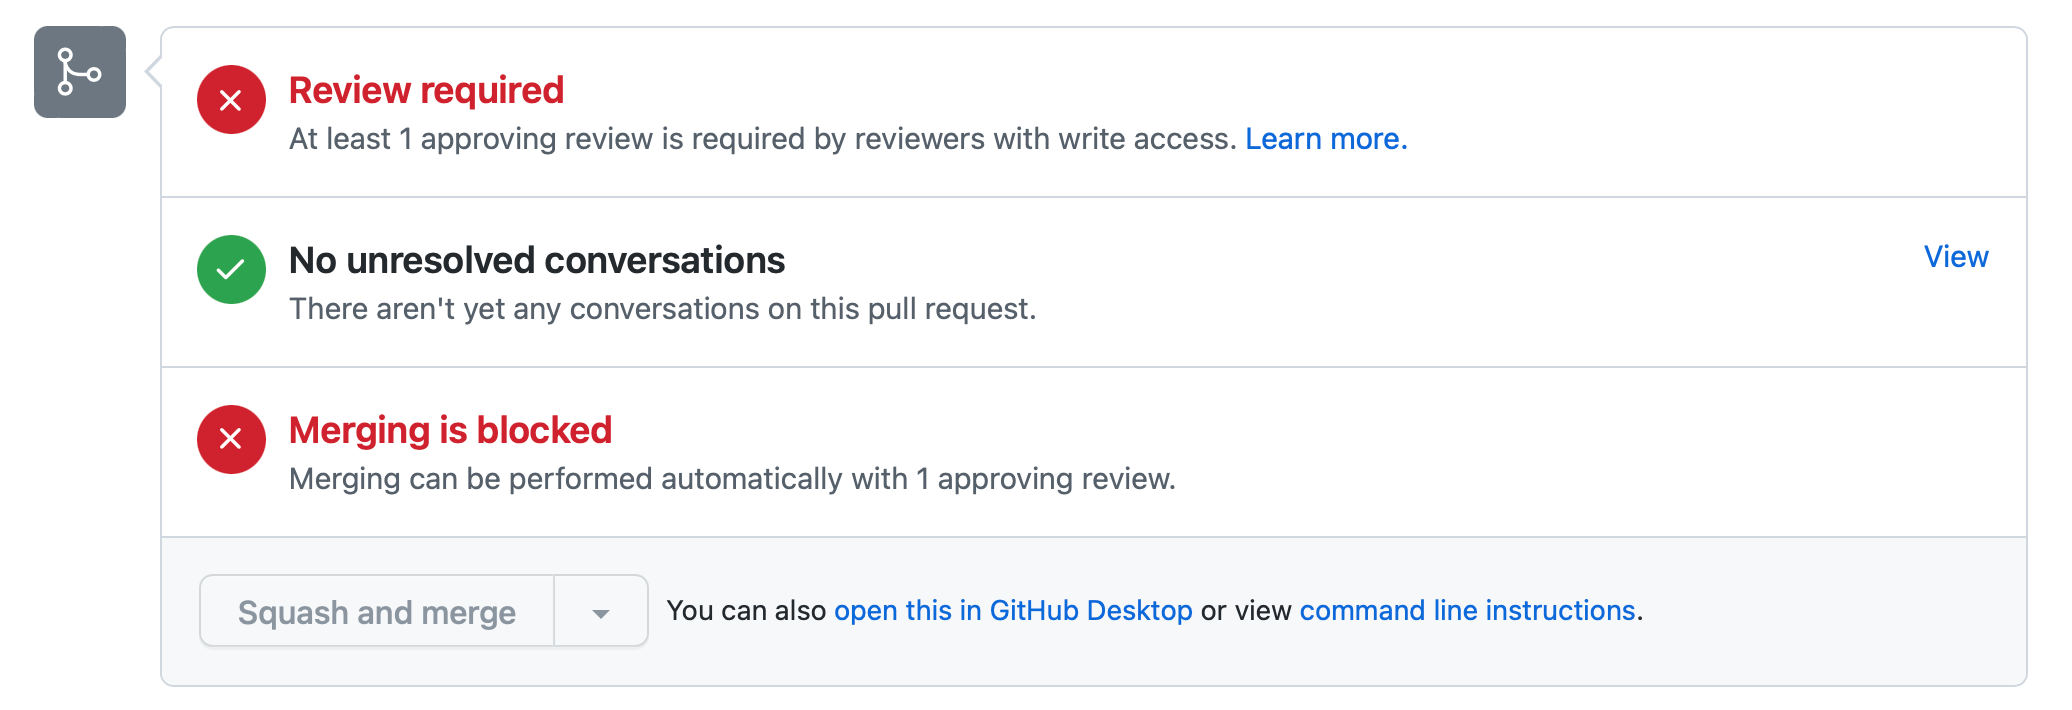 Review required
At least 1 approving review is required by reviewers with write access. Learn more.
No unresolved conversations
View
There aren't yet any conversations on this pull request.
Merging is blocked
Merging can be performed automatically with 1 approving review.
Squash and merge
You can also open this in GitHub Desktop or view command line instructions.